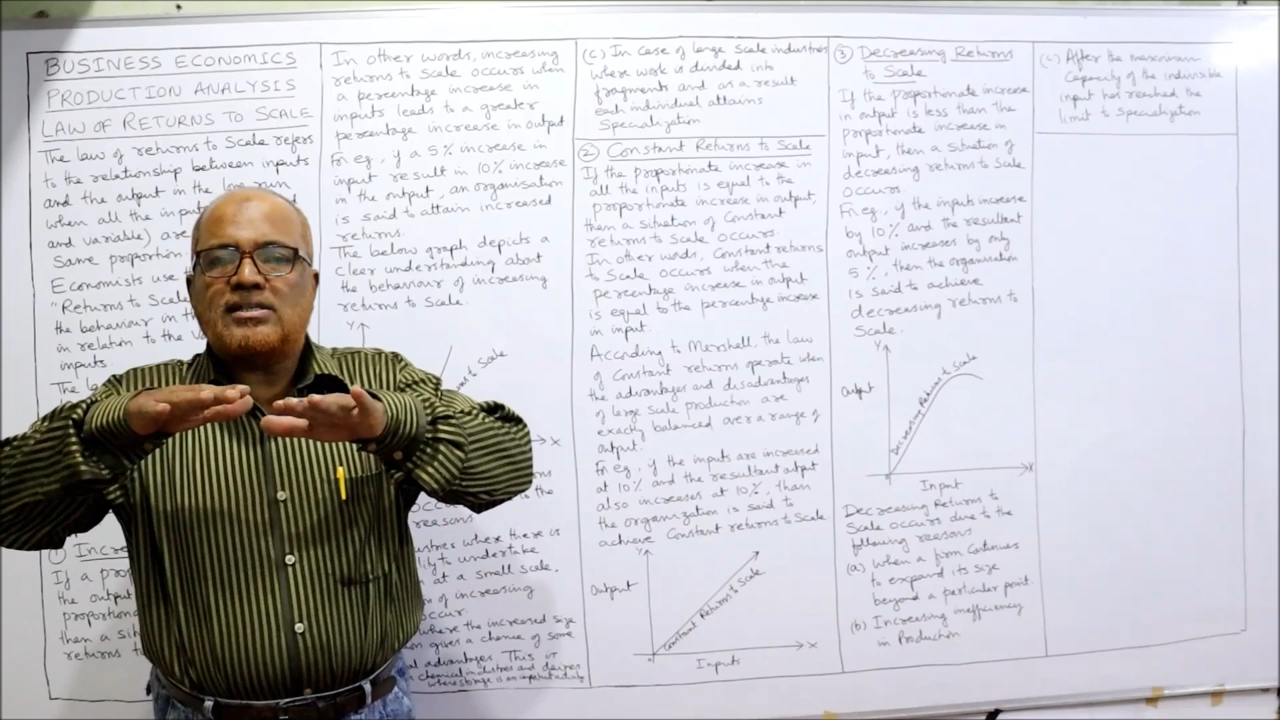 BUSINESS ECONOMICS
PRODUCTION ANALYSIS
LAW OF RETURNS TO SCALE
The law of returns to Scale refers
to the relationship between inputs
and the output in the long run
when all the inpu
and variable) are
Same proportion
Economists use
"Returns to Scale
the behaviour in th
in relation to the
inputs
The la
① Incre
If a prop
the output
proportiona
then a si
returns t
In other words, increasing
returns to Scale occurs when
a percentage increase in
inputs leads to a greater
percentage increase in output
For eg., if a 5% increase in
input result in 10% increase
in the output, an organisation
is said to attain increased
returns.
The below graph depicts a
clear understanding about
the behaviour of increasing
returns to Scale.
Y
to Scale
X
to the
reasons
ustries where there is
lity to undertake
at a small scale,
n of increasing
occur.
where the increased size
gives a chance of some
advantages. This is
chemical industries and
where storage is an important
(c) In case of large scale industries
where work is divided into
fragments and as a result
each individual attains
Specialization
② Constant Returns to Scale
If the proportionate increase in
all the inputs is equal to the
proportionate increase in output,
then a situation of Constant
returns to Scale occurs.
In other words, Constant returns
to Scale occurs when the
percentage increase in output
is equal to the percentage increase
in input.
According to Marshall, the law
of Constant returns operate when
the advantages and disadvantages
of large scale production are
exactly balanced over a range of
output.
For eg., if the inputs are increased
at 10% and the resultant output
also increases at 10%, then
the organization is said to
achieve Constant returns to Scale
Y
Output
Constant Returns to Scale
X
Inputs
③ Decreasing Returns
to Scale
If the proportionate increase
in output is less than the
proportionate increase in
input, then a situation of
decreasing returns to Scale
occurs.
For eg., if the inputs increase
by 10% and the resultant
output increases by only
5%, then the organisation
is said to achieve
decreasing returns to
Scale.
Y
Output
Decreasing Returns to Scale
X
Input
Decreasing Returns to
Scale occurs due to the
following reasons
(a) When a firm Continues
to expand its size
beyond a particular point.
(b) Increasing inefficiency
in Production
(c) After the maximum
Capacity of the indivisible
input has reached the
limit to Specialization